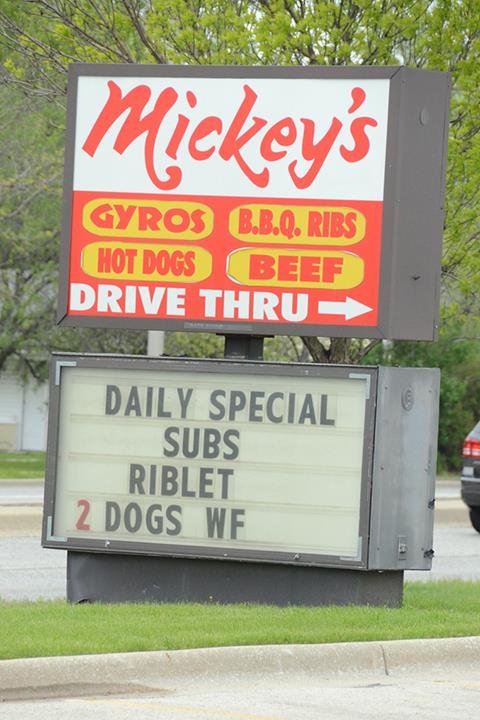 Mickey's
GYROS B.B.Q. RIBS
HOT DOGS BEEF
DRIVE THRU →
DAILY SPECIAL
SUBS
RIBLET
2 DOGS WF